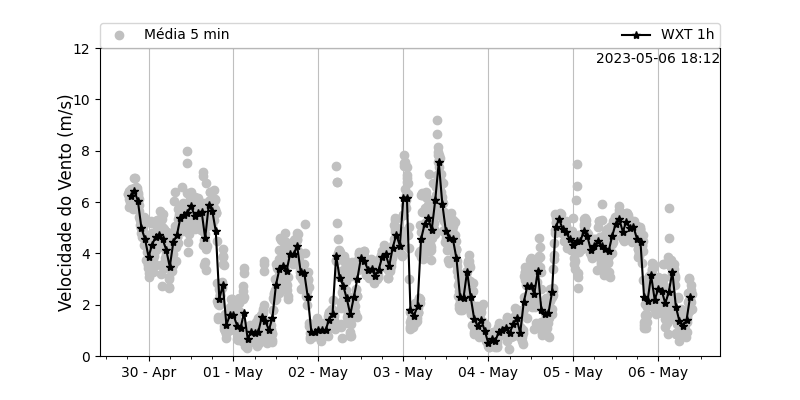 Média 5 min
WXT 1h
2023-05-06 18:12
Velocidade do Vento (m/s)
12
10
8
6
4
2
0
30 - Apr
01 - May
02 - May
03 - May
04 - May
05 - May
06 - May